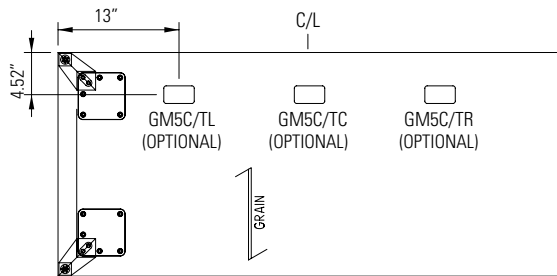 13”
C/L
4.52”
GM5C/TL
(OPTIONAL)
GM5C/TC
(OPTIONAL)
GM5C/TR
(OPTIONAL)
GRAIN